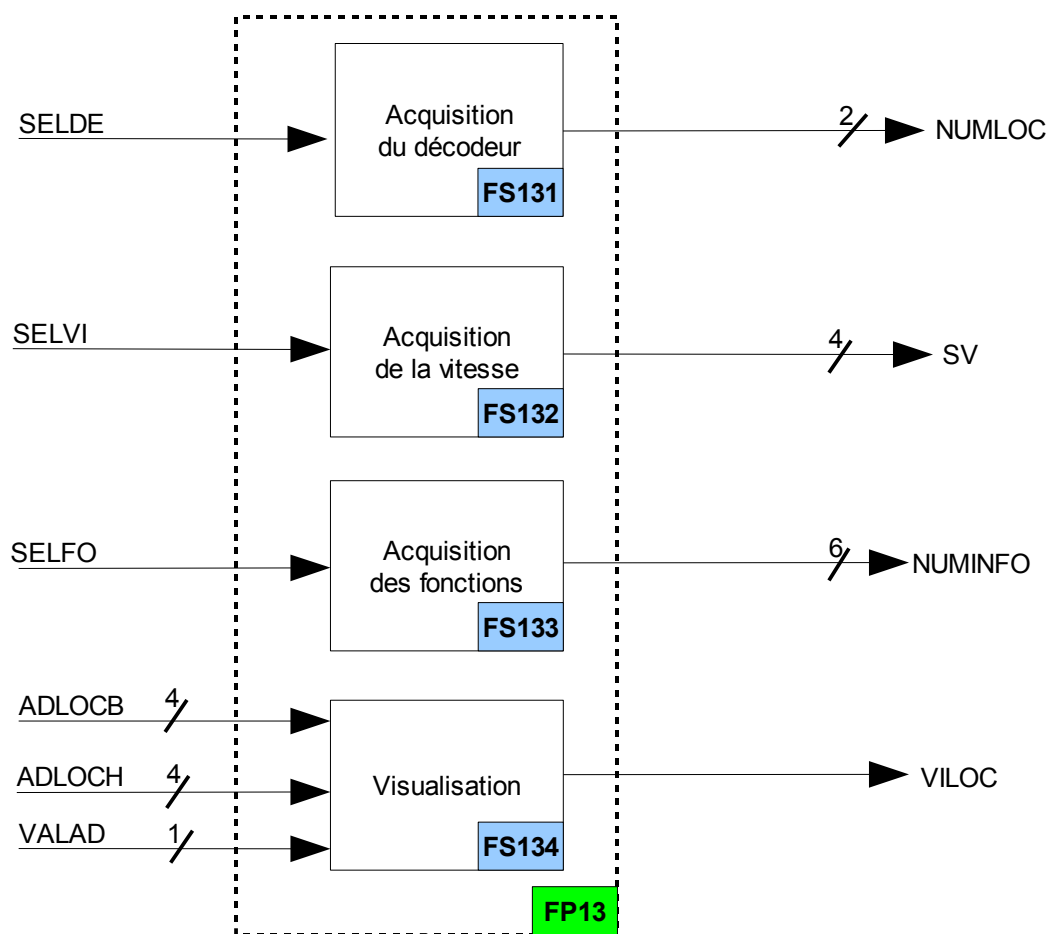 SELDE
Acquisition
du décodeur
FS131
2
NUMLOC
SELVI
Acquisition
de la vitesse
FS132
4
SV
SELFO
Acquisition
des fonctions
FS133
6
NUMINFO
ADLOCB
4
ADLOCH
4
VALAD
1
Visualisation
FS134
VILOC
FP13